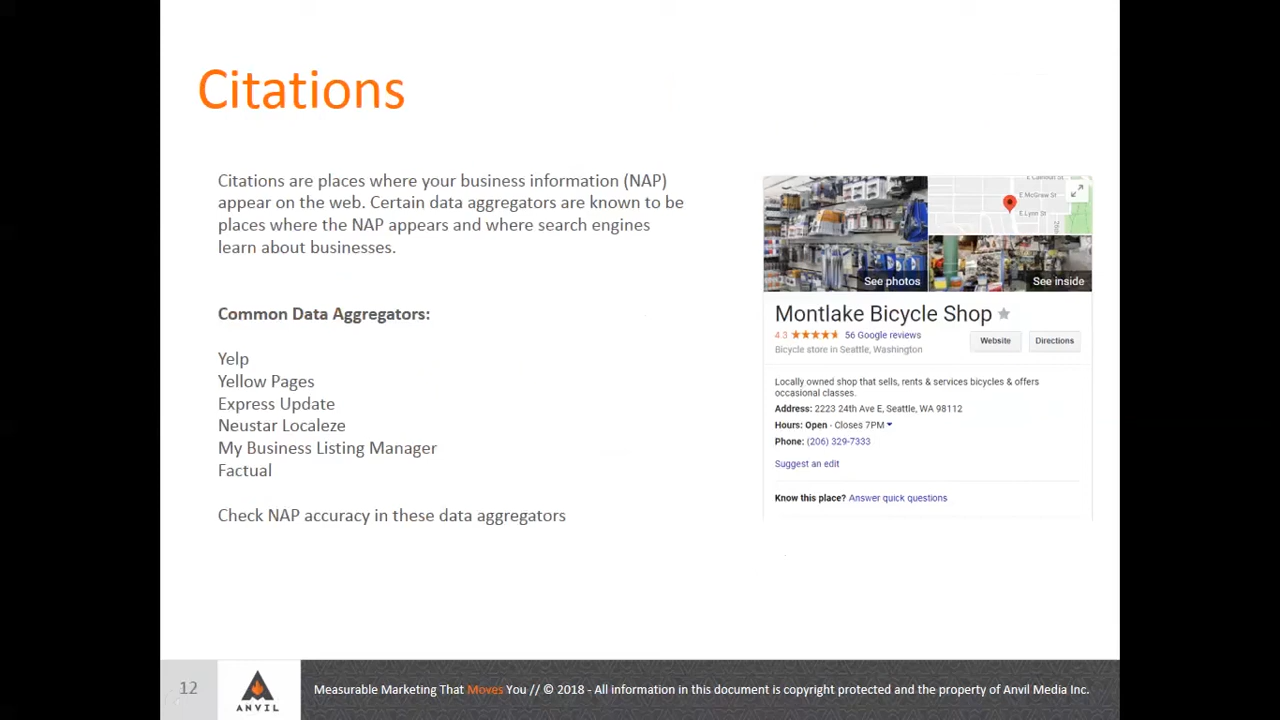 Citations
Citations are places where your business information (NAP)
appear on the web. Certain data aggregators are known to be
places where the NAP appears and where search engines
learn about businesses.
Common Data Aggregators:
Yelp
Yellow Pages
Express Update
Neustar Localeze
My Business Listing Manager
Factual
Check NAP accuracy in these data aggregators
E Calhoun St
E.McGraw St
E.Lynn St
See photos
See inside
Montlake Bicycle Shop
4.3 56 Google reviews
Bicycle store in Seattle, Washington
Website
Directions
Locally owned shop that sells, rents & services bicycles & offers
occasional classes.
Address: 2223 24th Ave E, Seattle, WA 98112
Hours: Open - Closes 7PM
Phone: (206) 329-7333
Suggest an edit
Know this place? Answer quick questions
12
ANVIL
Measurable Marketing That Moves You // © 2018 - All information in this document is copyright protected and the property of Anvil Media Inc.